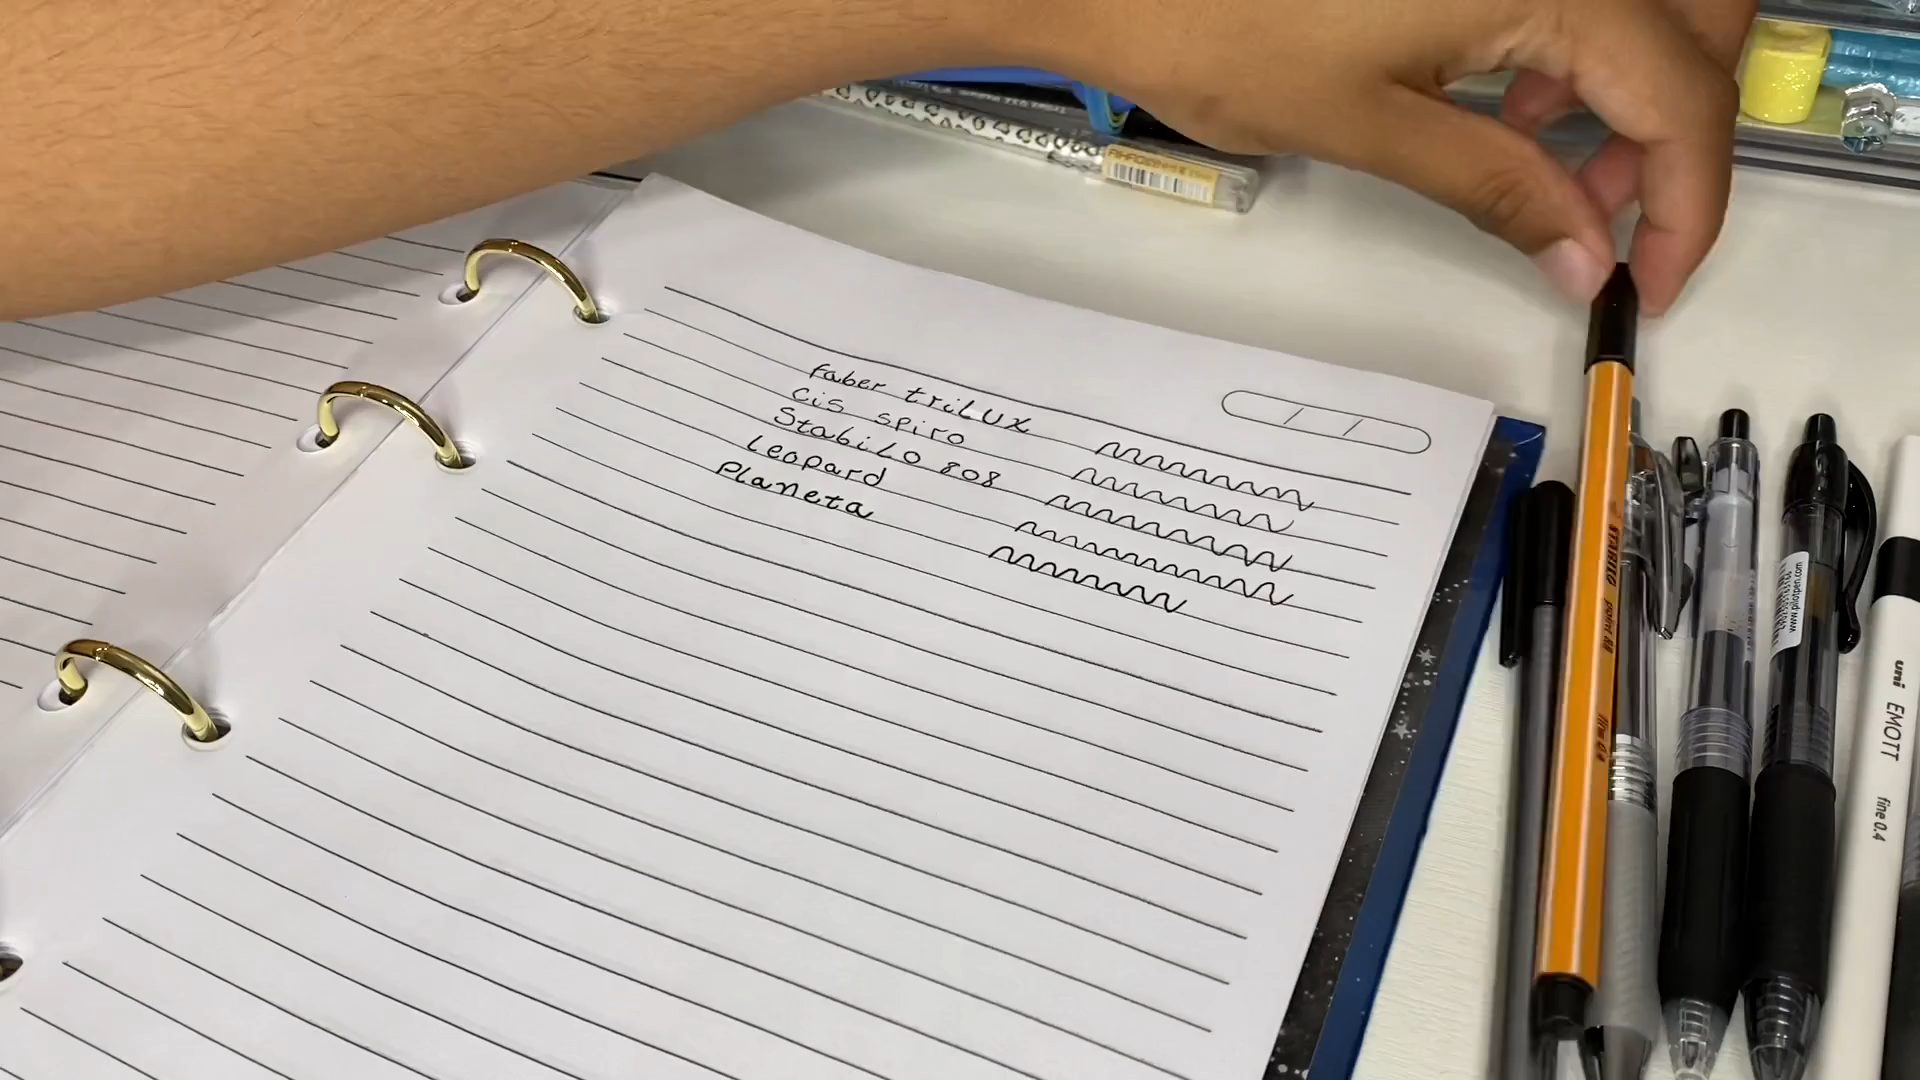 faber triLUX
Cis spiro
StabiLo 808
Leopard
Planeta
STABILO point 88 fine 0.4
www.pilotpen.com
uni EMOTT fine 0.4